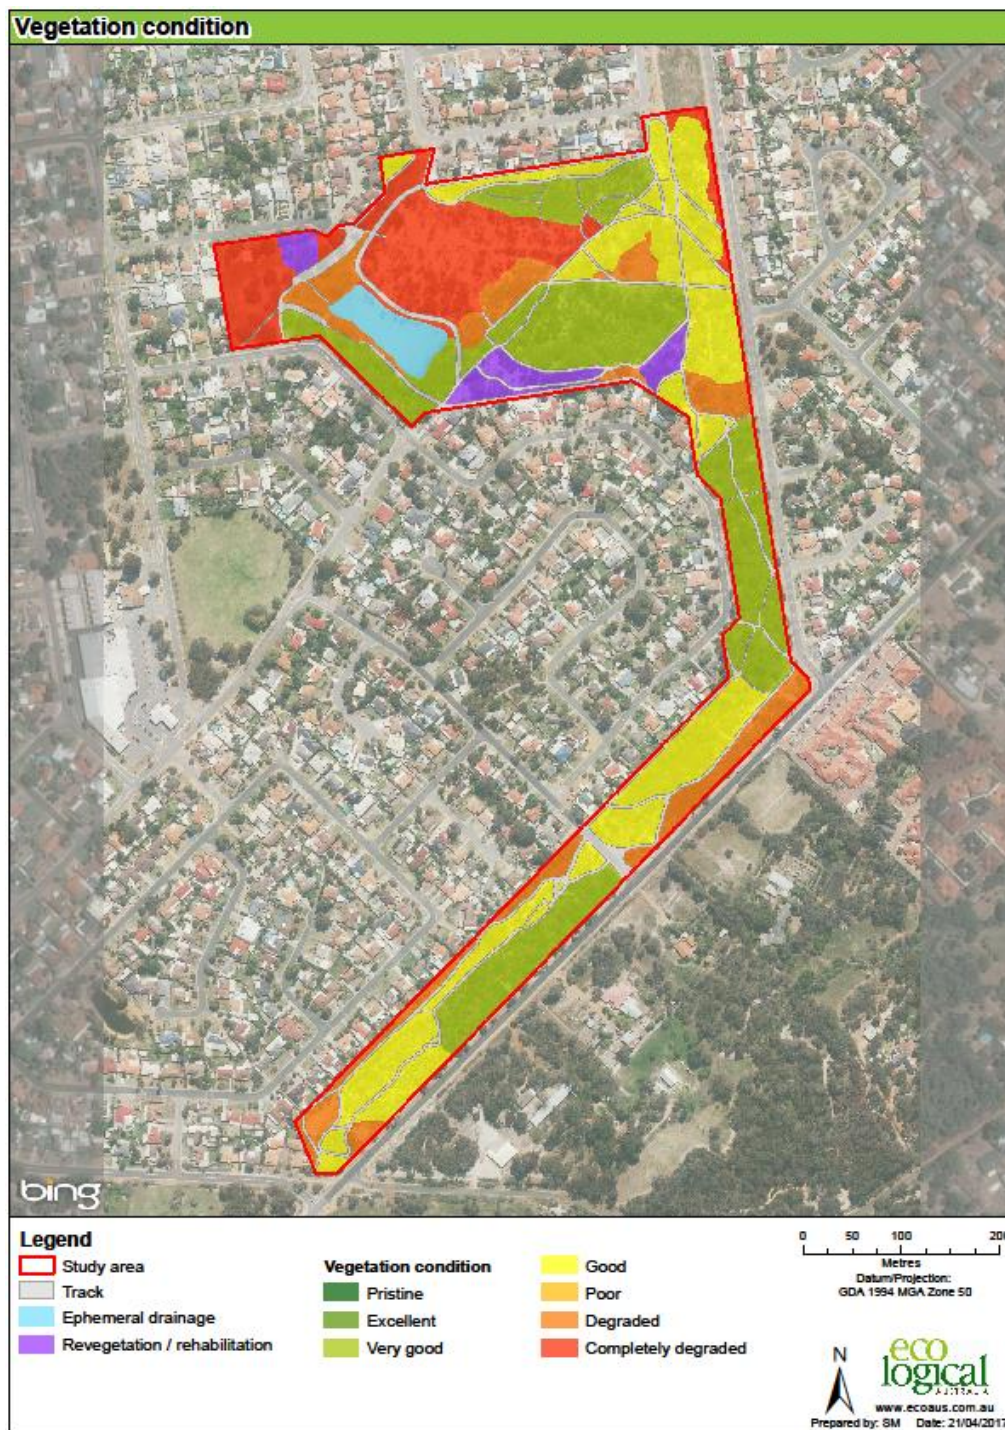 Vegetation condition
bing
Legend
Study area
Track
Ephemeral drainage
Revegetation / rehabilitation
Vegetation condition
Pristine
Excellent
Very good
Good
Poor
Degraded
Completely degraded
0 50 100 200
Metres
Datum/Projection:
GDA 1994 MGA Zone 50
N
eco
logical
AUSTRALIA
www.ecoaus.com.au
Prepared by: SM Date: 21/04/2017